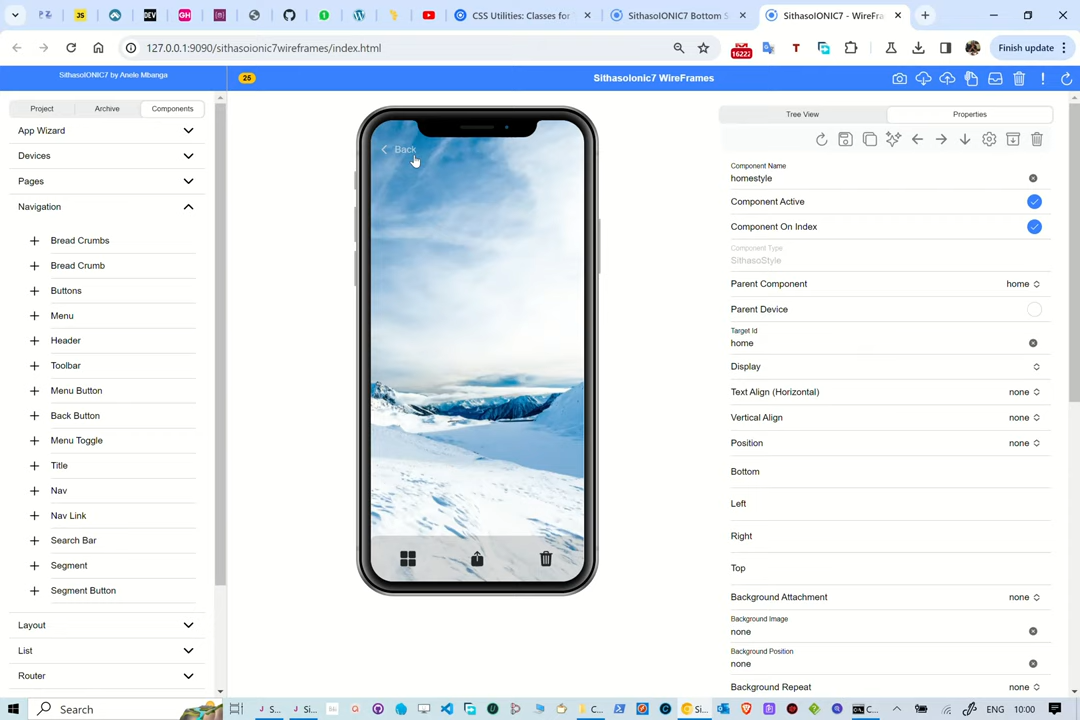 CSS Utilities: Classes for
SithasoIONIC7 Bottom S
SithasoIONIC7 - WireFra
127.0.0.1:9090/sithasoionic7wireframes/index.html
16222
Finish update
SithasoIONIC7 by Anele Mbanga
25
SithasoIonic7 WireFrames
Project
Archive
Components
App Wizard
Devices
Pages
Navigation
Bread Crumbs
Bread Crumb
Buttons
Menu
Header
Toolbar
Menu Button
Back Button
Menu Toggle
Title
Nav
Nav Link
Search Bar
Segment
Segment Button
Layout
List
Router
Back
Tree View
Properties
Component Name
homestyle
Component Active
Component On Index
Component Type
SithasoStyle
Parent Component
home
Parent Device
Target Id
home
Display
Text Align (Horizontal)
none
Vertical Align
none
Position
none
Bottom
Left
Right
Top
Background Attachment
none
Background Image
none
Background Position
none
Background Repeat
none
Search
ENG
10:00